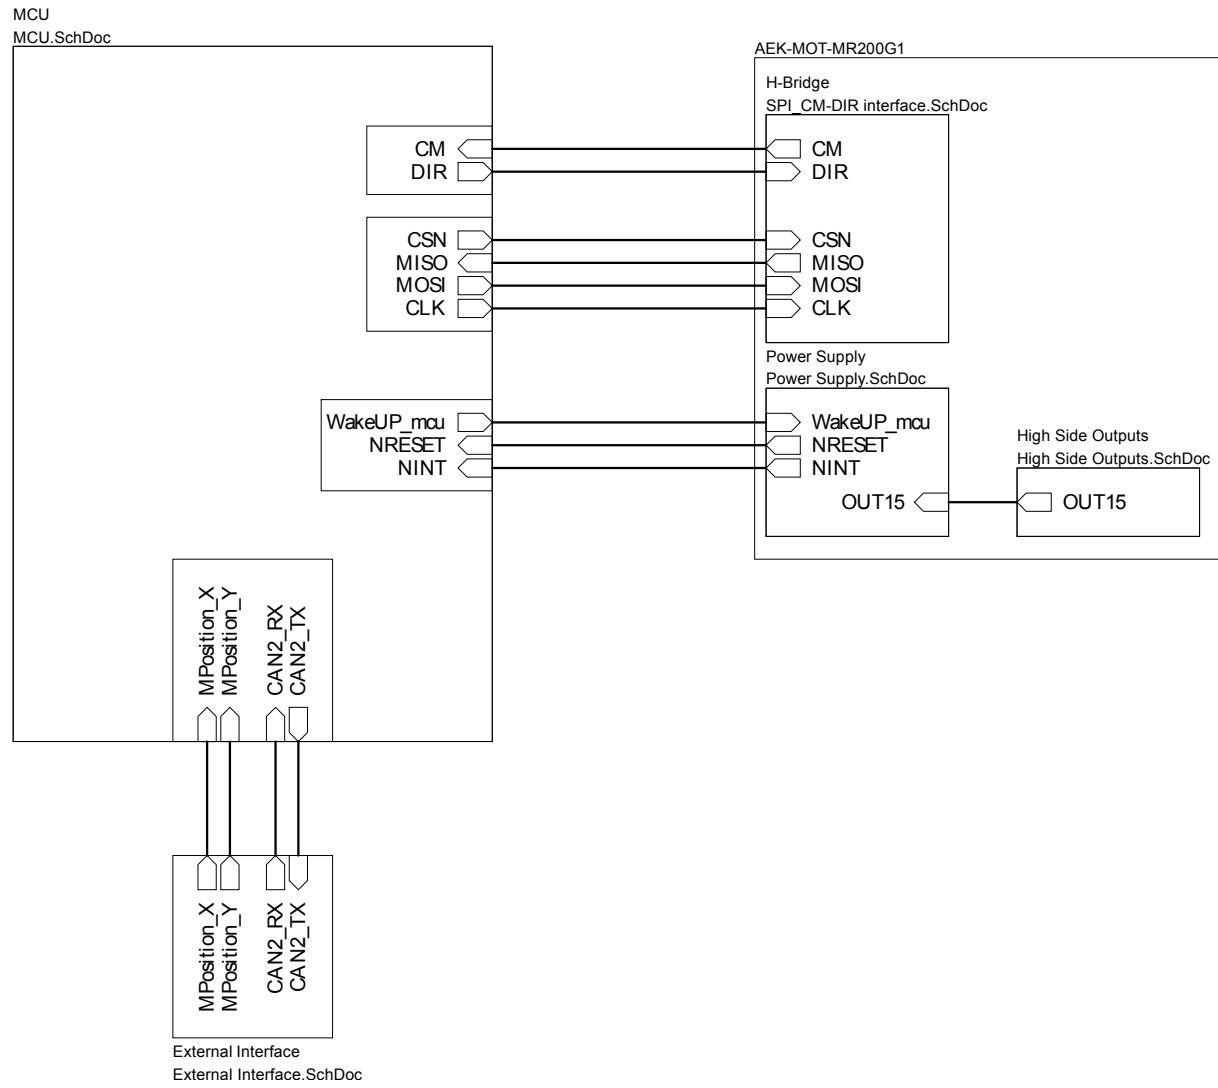 MCU
MCU.SchDoc
CM
DIR
CSN
MISO
MOSI
CLK
WakeUP_mcu
NRESET
NINT
MPosition_X
MPosition_Y
CAN2_RX
CAN2_TX
AEK-MOT-MR200G1
H-Bridge
SPI_CM-DIR interface.SchDoc
CM
DIR
CSN
MISO
MOSI
CLK
Power Supply
Power Supply.SchDoc
WakeUP_mcu
NRESET
NINT
OUT15
High Side Outputs
High Side Outputs.SchDoc
OUT15
MPosition_X
MPosition_Y
CAN2_RX
CAN2_TX
External Interface
External Interface.SchDoc